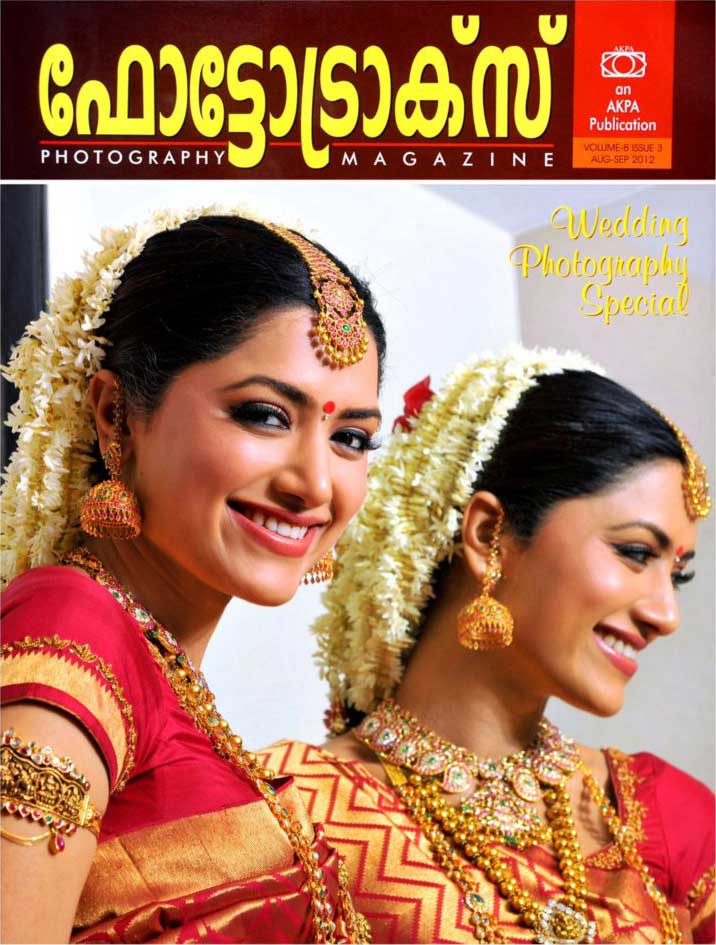 ഫോട്ടോട്രാക്സ്
PHOTOGRAPHY MAGAZINE
AKPA
an
AKPA
Publication
VOLUME-8 ISSUE 3
AUG-SEP 2012
Wedding
Photography
Special